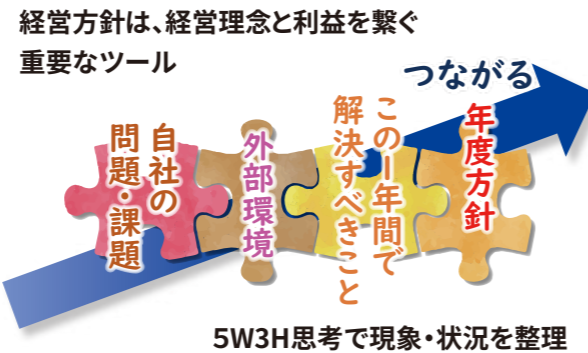 経営方針は、経営理念と利益を繋ぐ
重要なツール
つながる
自社の
問題・課題
外部環境
この1年間で
解決すべきこと
年度方針
5W3H思考で現象・状況を整理